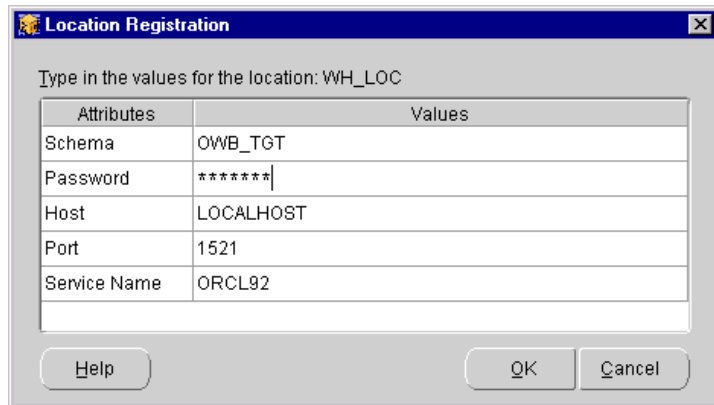 Location Registration
Type in the values for the location: WH_LOC
Attributes Values
Schema OWB_TGT
Password *******
Host LOCALHOST
Port 1521
Service Name ORCL92
Help OK Cancel